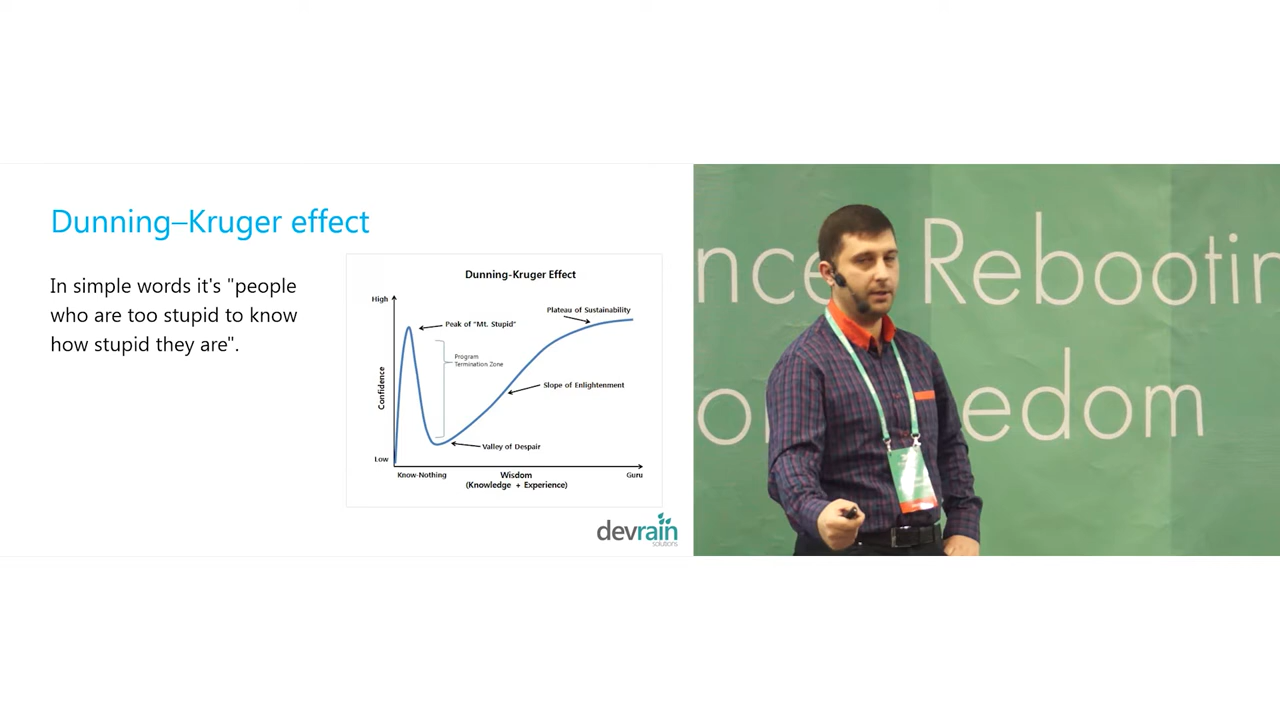 Dunning–Kruger effect
In simple words it's "people
who are too stupid to know
how stupid they are".
Dunning-Kruger Effect
High
Plateau of Sustainability
Peak of “Mt. Stupid”
Program
Termination Zone
Confidence
Slope of Enlightenment
Valley of Despair
Low
Know-Nothing
Wisdom
Guru
(Knowledge + Experience)
devrain
solutions
nce
Rebootin
edom